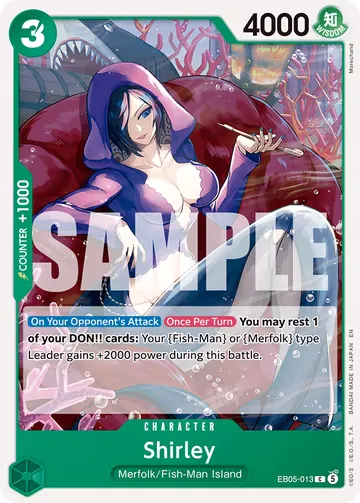 3
4000
知
WISDOM
Morechand
COUNTER +1000
SAMPLE
On Your Opponent's Attack Once Per Turn You may rest 1
of your DON!! cards: Your {Fish-Man} or {Merfolk} type
Leader gains +2000 power during this battle.
CHARACTER
Shirley
Merfolk/Fish-Man Island
EB05-013 C 5
BANDAI MADE IN JAPAN EN